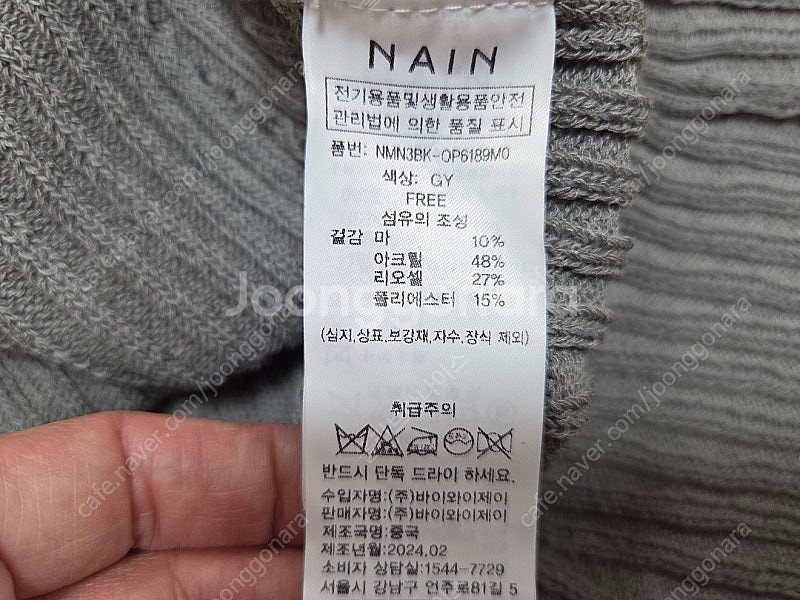 NAIN
전기용품및생활용품안전
관리법에 의한 품질 표시
품번: NMN3BK-OP6189M0
색상: GY
FREE
섬유의 조성
겉감 마 10%
아크릴 48%
리오셀 27%
폴리에스터 15%
(심지,상표,보강재,자수,장식 제외)
취급주의
반드시 단독 드라이 하세요.
수입자명:(주)바이와이제이
판매자명:(주)바이와이제이
제조국명:중국
제조년월:2024.02
소비자 상담실:1544-7729
서울시 강남구 언주로81길 5
Joonggonara
cafe.naver.com/joonggonara